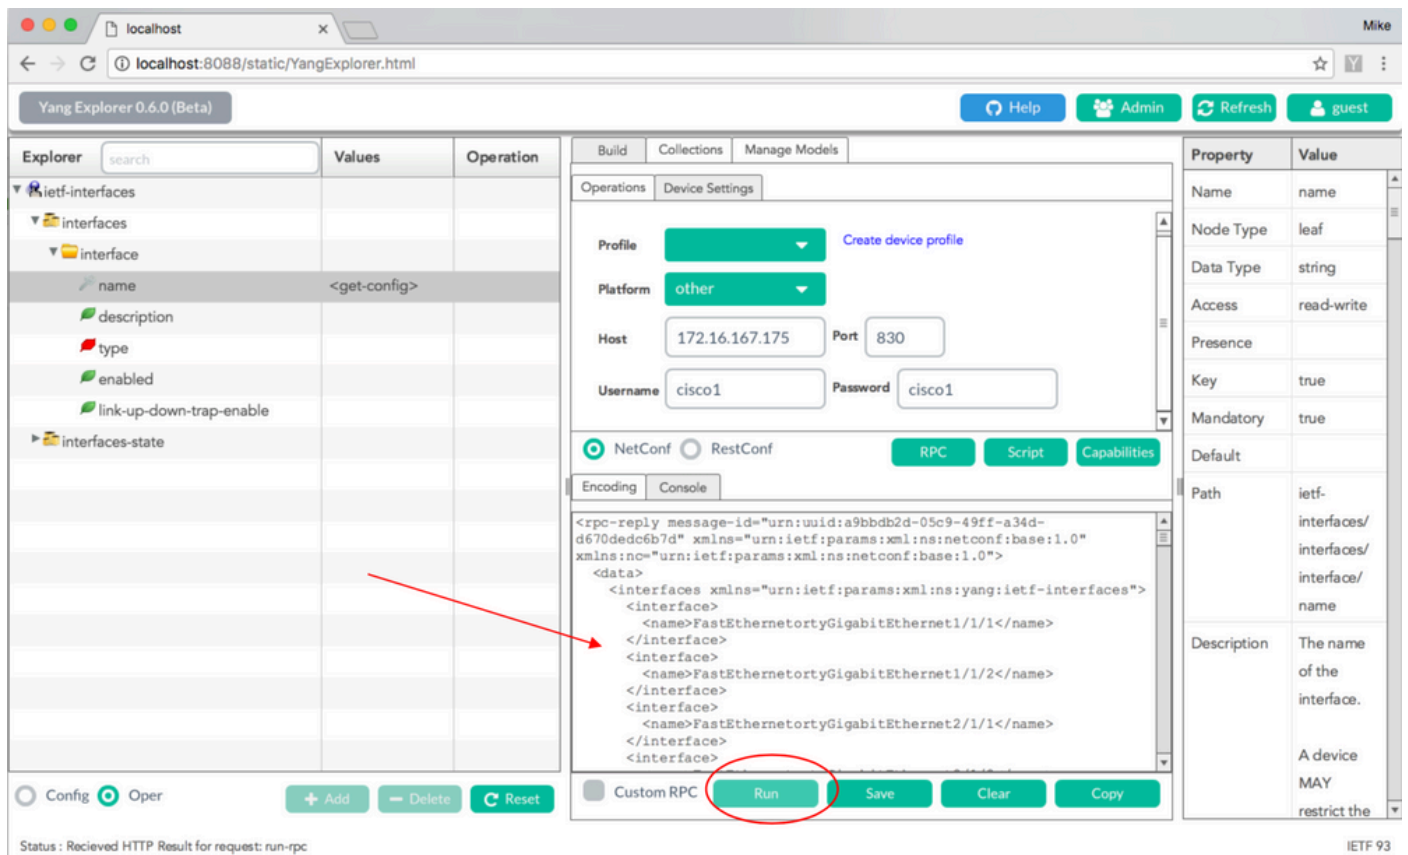 localhost
Mike
localhost:8088/static/YangExplorer.html
Yang Explorer 0.6.0 (Beta)
Help
Admin
Refresh
guest
Explorer
search
Values
Operation
ietf-interfaces
interfaces
interface
name
<get-config>
description
type
enabled
link-up-down-trap-enable
interfaces-state
Config
Oper
Add
Delete
Reset
Build
Collections
Manage Models
Operations
Device Settings
Profile
Create device profile
Platform
other
Host
172.16.167.175
Port
830
Username
cisco1
Password
cisco1
NetConf
RestConf
RPC
Script
Capabilities
Encoding
Console
<rpc-reply message-id="urn:uuid:a9bbdb2d-05c9-49ff-a34d-
d670dedc6b7d" xmlns="urn:ietf:params:xml:ns:netconf:base:1.0"
xmlns:nc="urn:ietf:params:xml:ns:netconf:base:1.0">
<data>
<interfaces xmlns="urn:ietf:params:xml:ns:yang:ietf-interfaces">
<interface>
<name>FastEthernetortyGigabitEthernet1/1/1</name>
</interface>
<interface>
<name>FastEthernetortyGigabitEthernet1/1/2</name>
</interface>
<interface>
<name>FastEthernetortyGigabitEthernet2/1/1</name>
</interface>
<interface>
Custom RPC
Run
Save
Clear
Copy
Property
Value
Name
name
Node Type
leaf
Data Type
string
Access
read-write
Presence
Key
true
Mandatory
true
Default
Path
ietf-
interfaces/
interfaces/
interface/
name
Description
The name
of the
interface.
A device
MAY
restrict the
Status : Recieved HTTP Result for request: run-rpc
IETF 93